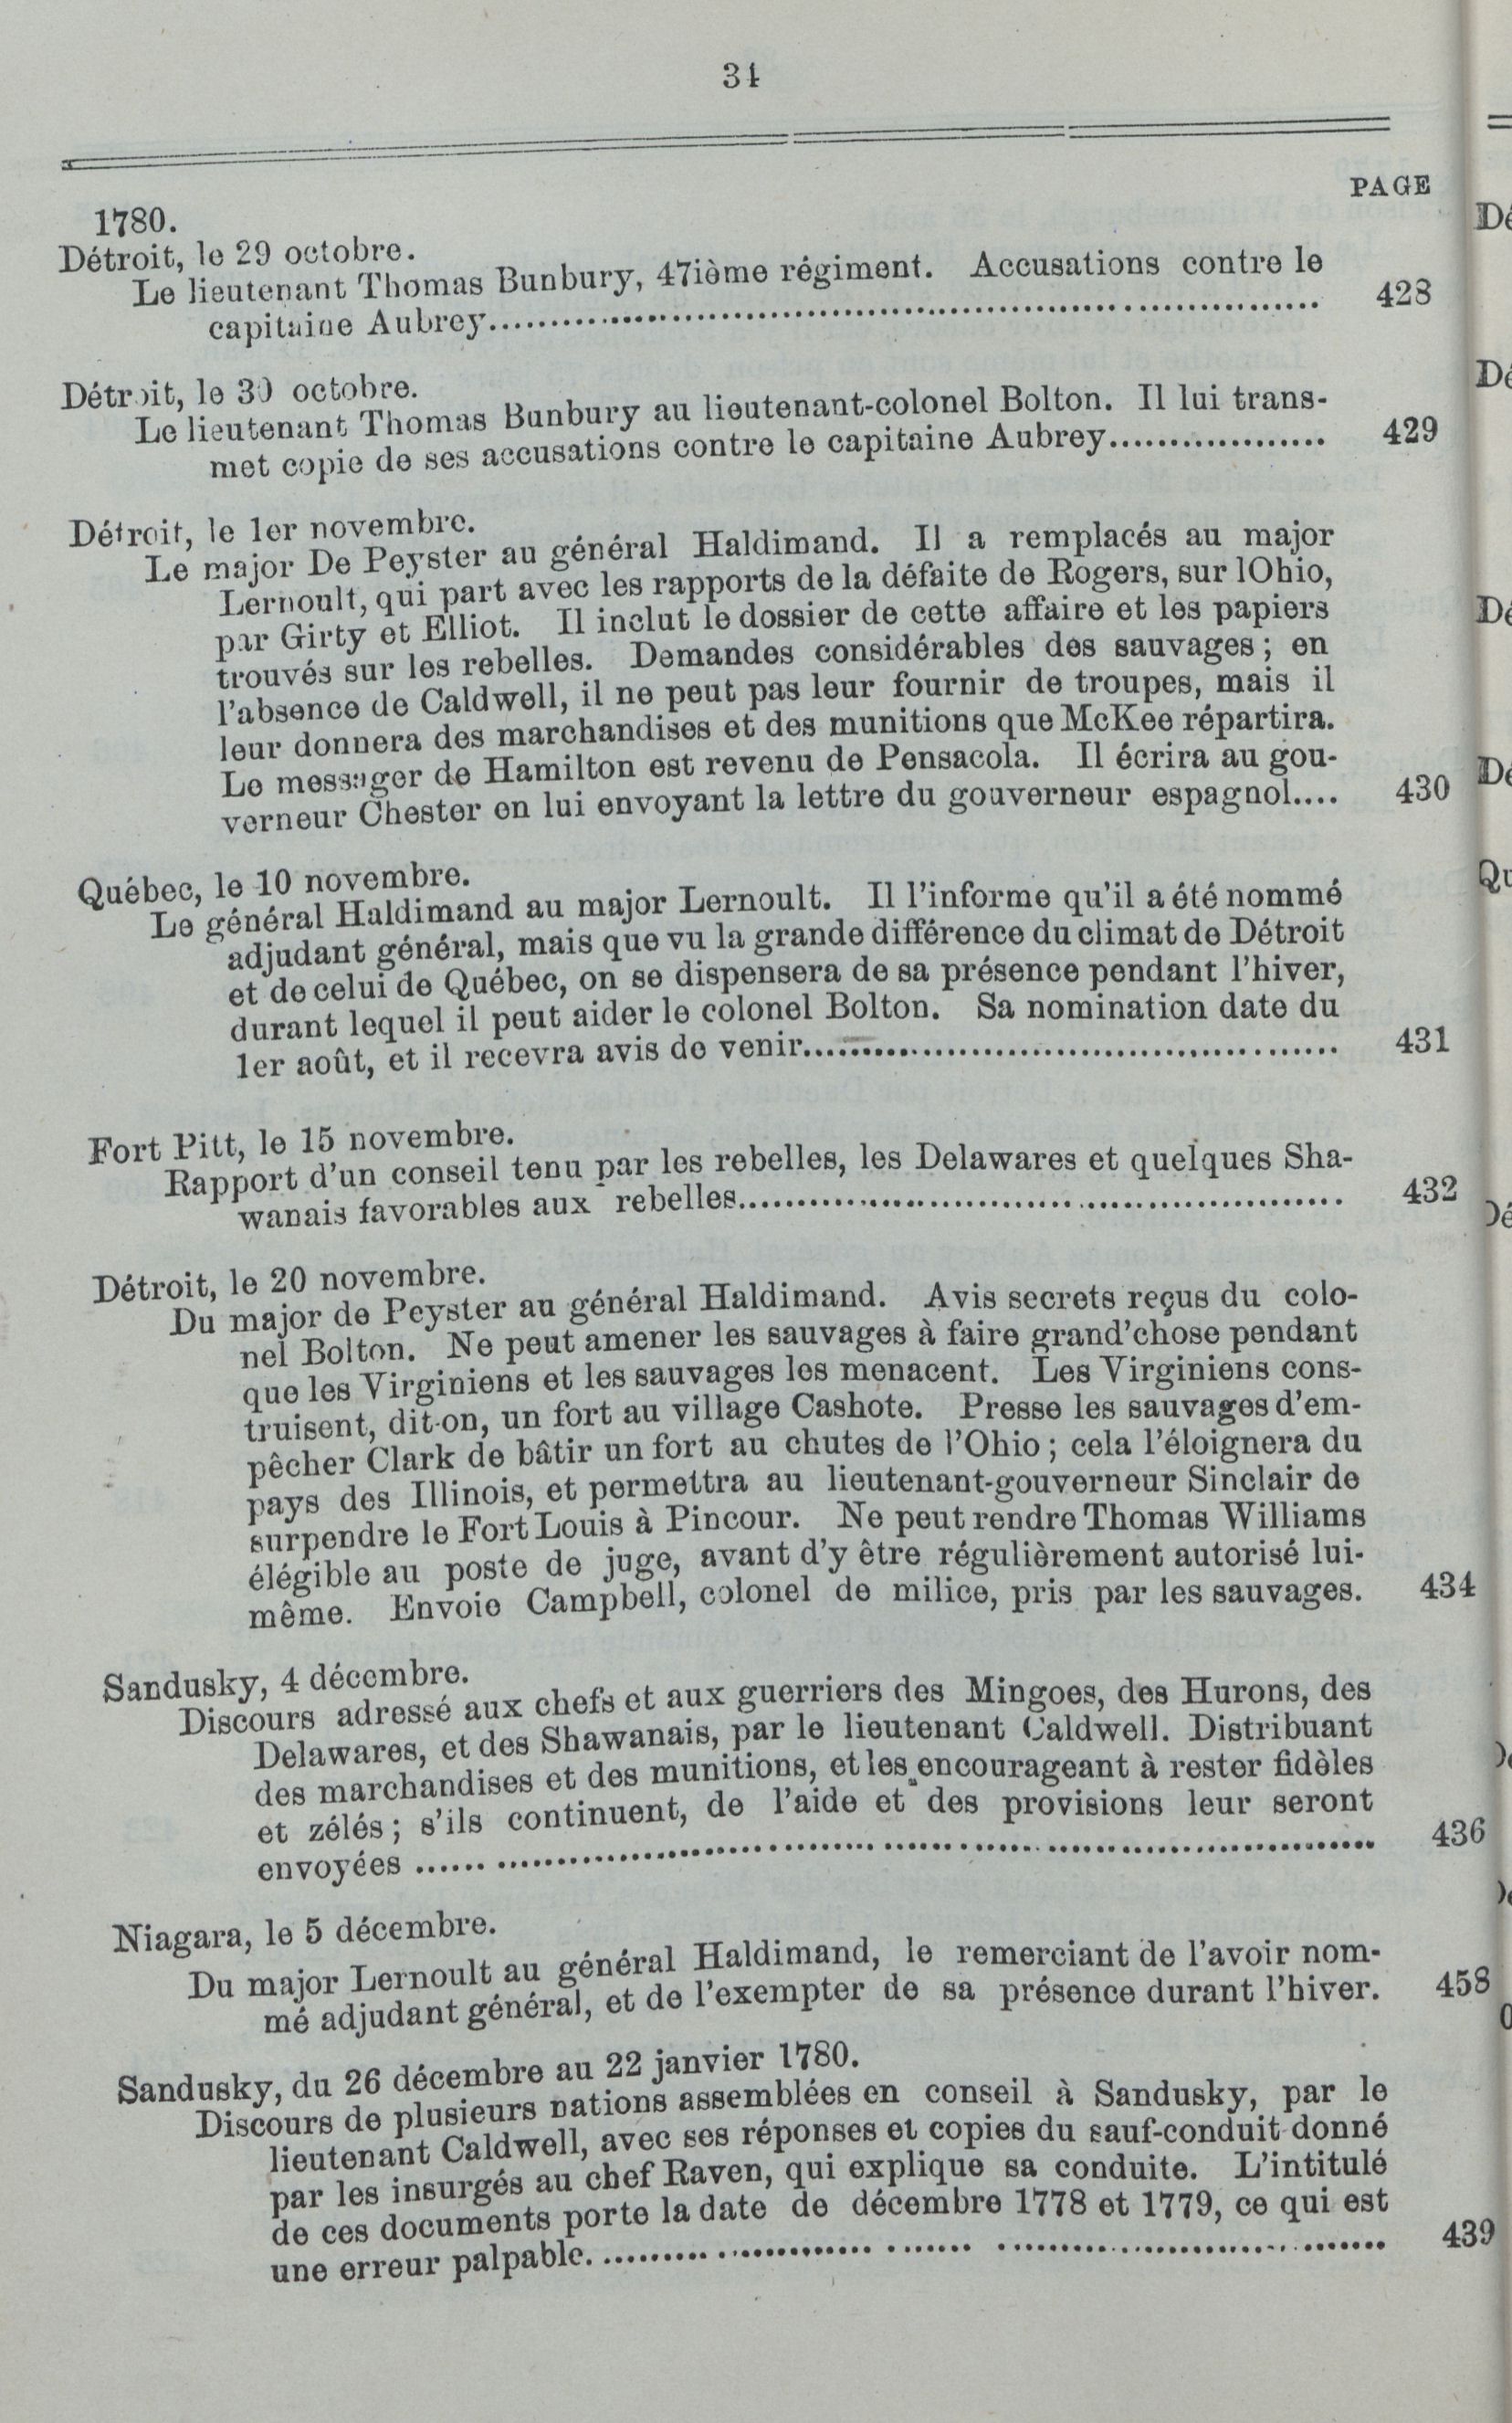 34
PAGE
1780.
Détroit, le 29 octobre.
Le lieutenant Thomas Bunbury, 47ième régiment. Accusations contre le
capitaine Aubrey.......... 428
Détroit, le 30 octobre.
Le lieutenant Thomas Bunbury au lieutenant-colonel Bolton. Il lui trans-
met copie de ses accusations contre le capitaine Aubrey.......... 429
Détroit, le 1er novembre.
Le major De Peyster au général Haldimand. Il a remplacés au major
Lernoult, qui part avec les rapports de la défaite de Rogers, sur lOhio,
par Girty et Elliot. Il inclut le dossier de cette affaire et les papiers
trouvés sur les rebelles. Demandes considérables des sauvages; en
l'absence de Caldwell, il ne peut pas leur fournir de troupes, mais il
leur donnera des marchandises et des munitions que McKee répartira.
Le messager de Hamilton est revenu de Pensacola. Il écrira au gou-
verneur Chester en lui envoyant la lettre du gouverneur espagnol.... 430
Québec, le 10 novembre.
Le général Haldimand au major Lernoult. Il l'informe qu'il a été nommé
adjudant général, mais que vu la grande différence du climat de Détroit
et de celui de Québec, on se dispensera de sa présence pendant l'hiver,
durant lequel il peut aider le colonel Bolton. Sa nomination date du
1er août, et il recevra avis de venir.......... 431
Fort Pitt, le 15 novembre.
Rapport d'un conseil tenu par les rebelles, les Delawares et quelques Sha-
wanais favorables aux rebelles.......... 432
Détroit, le 20 novembre.
Du major de Peyster au général Haldimand. Avis secrets reçus du colo-
nel Bolton. Ne peut amener les sauvages à faire grand'chose pendant
que les Virginiens et les sauvages les menacent. Les Virginiens cons-
truisent, dit-on, un fort au village Cashote. Presse les sauvages d'em-
pêcher Clark de bâtir un fort au chutes de l'Ohio; cela l'éloignera du
pays des Illinois, et permettra au lieutenant-gouverneur Sinclair de
surpendre le Fort Louis à Pincour. Ne peut rendre Thomas Williams
élégible au poste de juge, avant d'y être régulièrement autorisé lui-
même. Envoie Campbell, colonel de milice, pris par les sauvages. 434
Sandusky, 4 décembre.
Discours adressé aux chefs et aux guerriers des Mingoes, des Hurons, des
Delawares, et des Shawanais, par le lieutenant Caldwell. Distribuant
des marchandises et des munitions, et les encourageant à rester fidèles
et zélés; s'ils continuent, de l'aide et des provisions leur seront
envoyées .......... 436
Niagara, le 5 décembre.
Du major Lernoult au général Haldimand, le remerciant de l'avoir nom-
mé adjudant général, et de l'exempter de sa présence durant l'hiver. 458
Sandusky, du 26 décembre au 22 janvier 1780.
Discours de plusieurs nations assemblées en conseil à Sandusky, par le
lieutenant Caldwell, avec ses réponses et copies du sauf-conduit donné
par les insurgés au chef Raven, qui explique sa conduite. L'intitulé
de ces documents porte la date de décembre 1778 et 1779, ce qui est
une erreur palpable. .......... 439